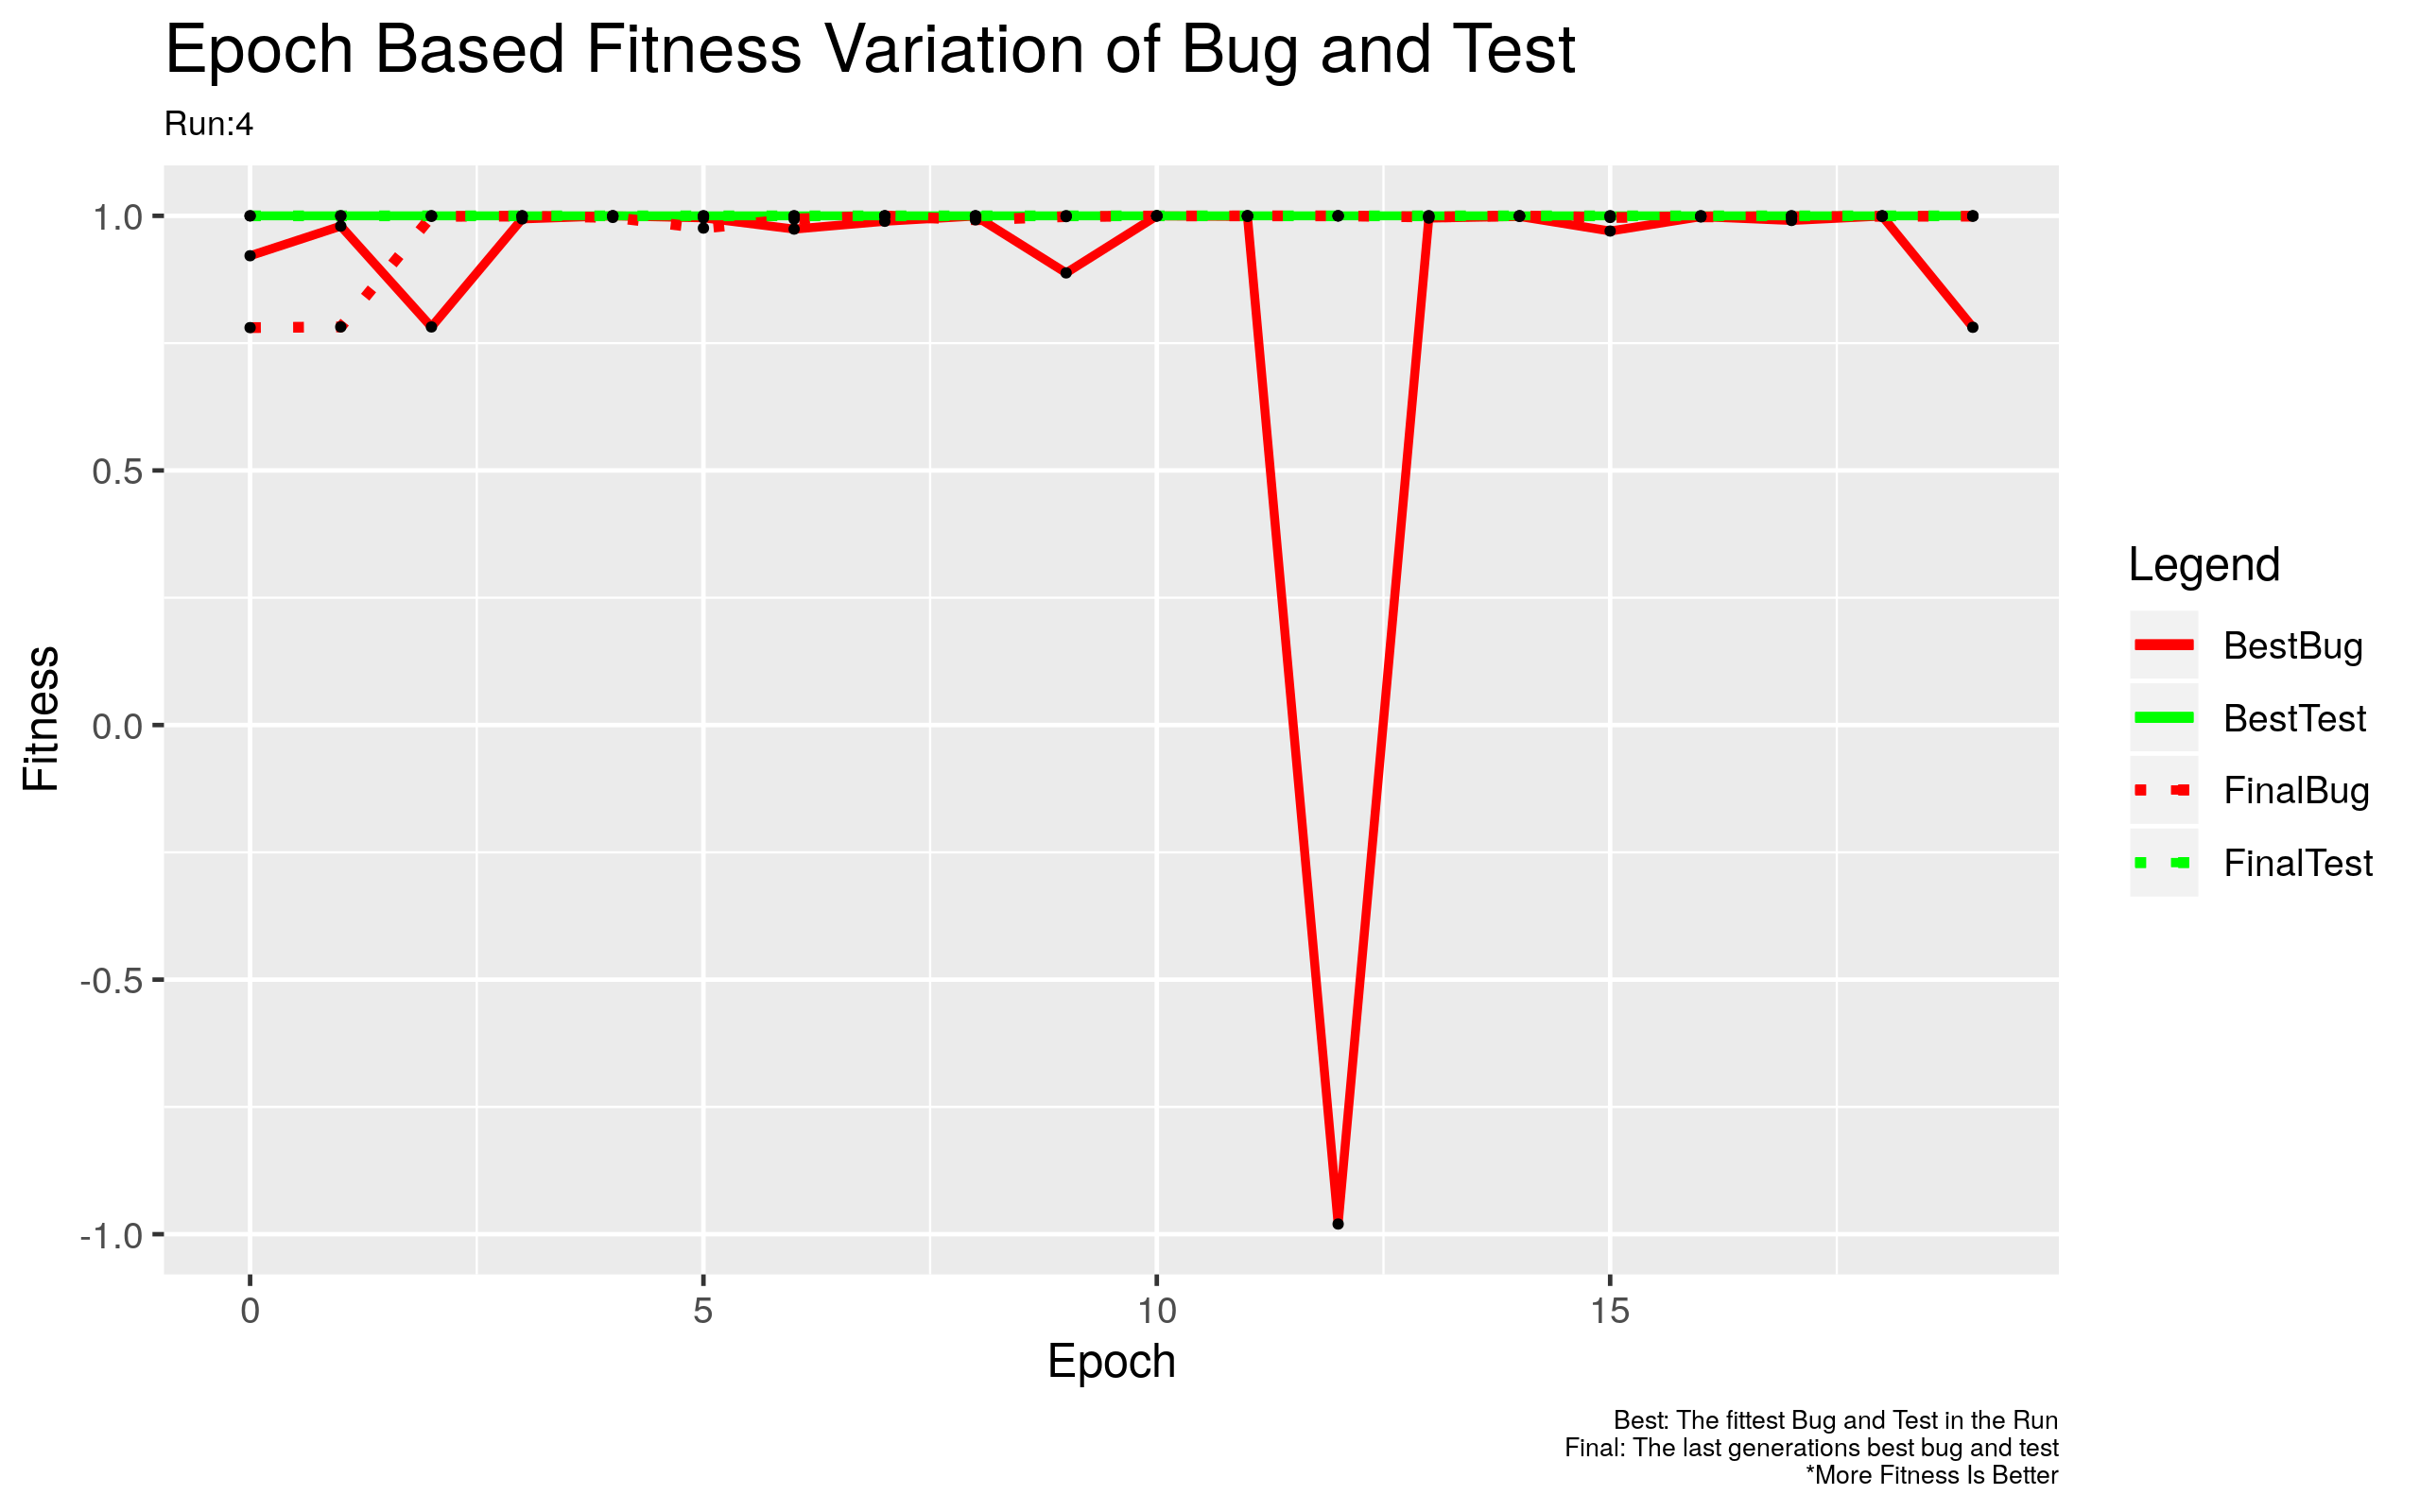 Epoch Based Fitness Variation of Bug and Test
Run:4
1.0
0.5
0.0
-0.5
-1.0
Fitness
0 5 10 15
Epoch
Legend
BestBug
BestTest
FinalBug
FinalTest
Best: The fittest Bug and Test in the Run
Final: The last generations best bug and test
*More Fitness Is Better